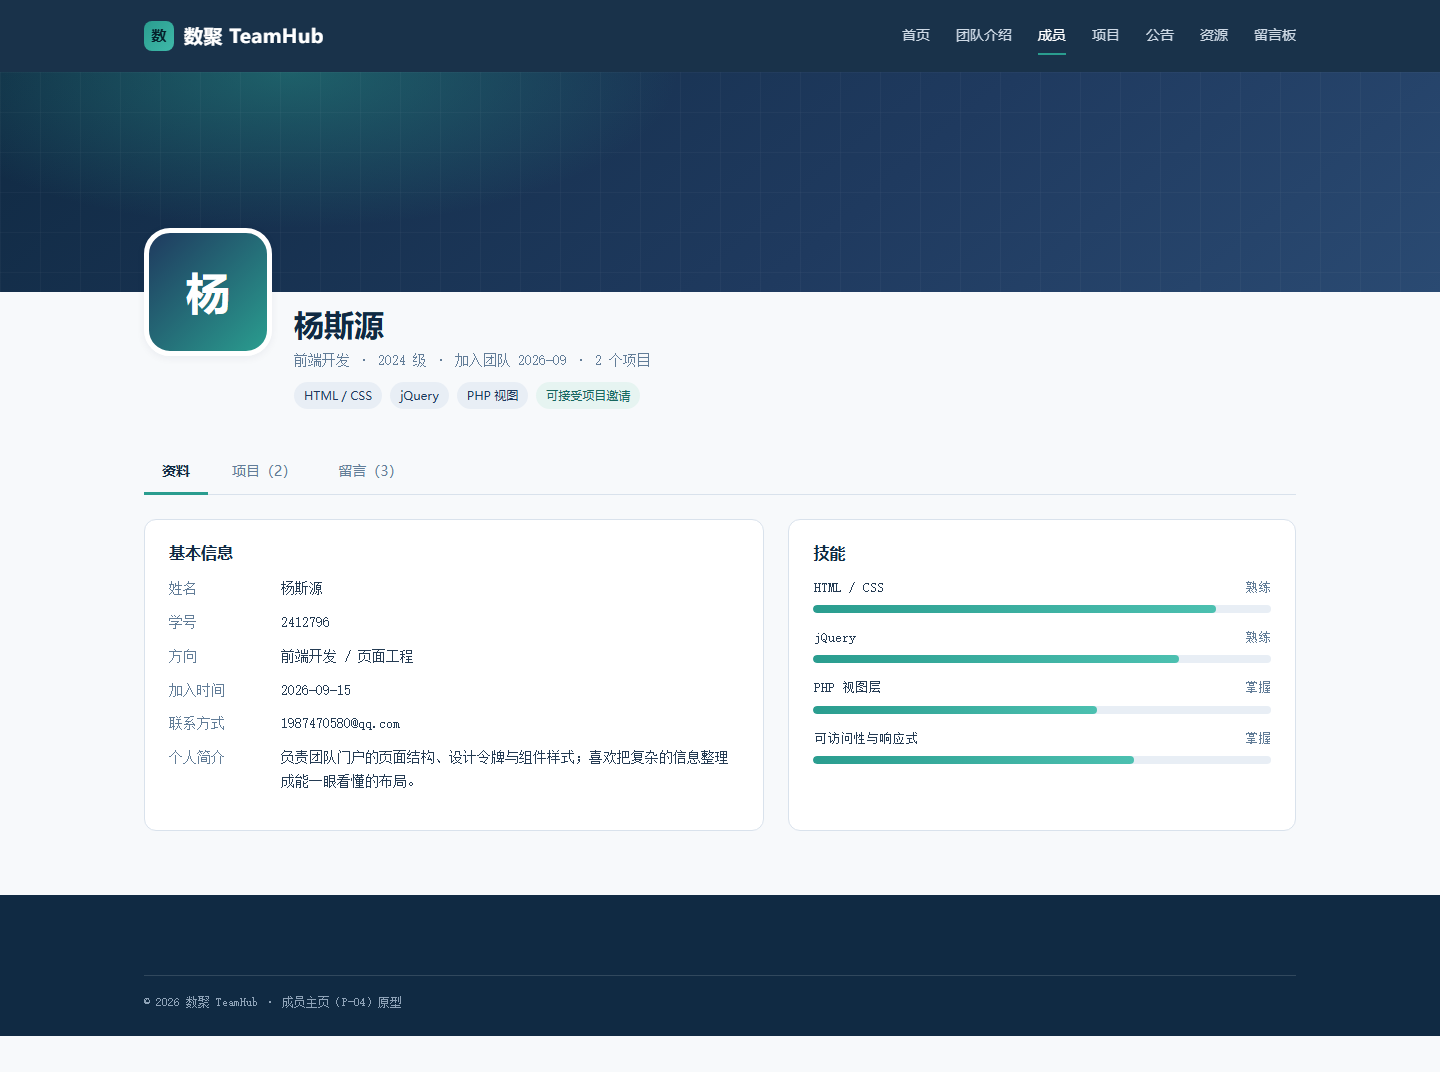 数 数聚 TeamHub
首页 团队介绍 成员 项目 公告 资源 留言板
杨
杨斯源
前端开发 · 2024 级 · 加入团队 2026-09 · 2 个项目
HTML / CSS jQuery PHP 视图 可接受项目邀请
资料 项目（2） 留言（3）
基本信息
姓名 杨斯源
学号 2412796
方向 前端开发 / 页面工程
加入时间 2026-09-15
联系方式 1987470580@qq.com
个人简介 负责团队门户的页面结构、设计令牌与组件样式；喜欢把复杂的信息整理
成能一眼看懂的布局。
技能
HTML / CSS 熟练
jQuery 熟练
PHP 视图层 掌握
可访问性与响应式 掌握
© 2026 数聚 TeamHub · 成员主页（P-04）原型